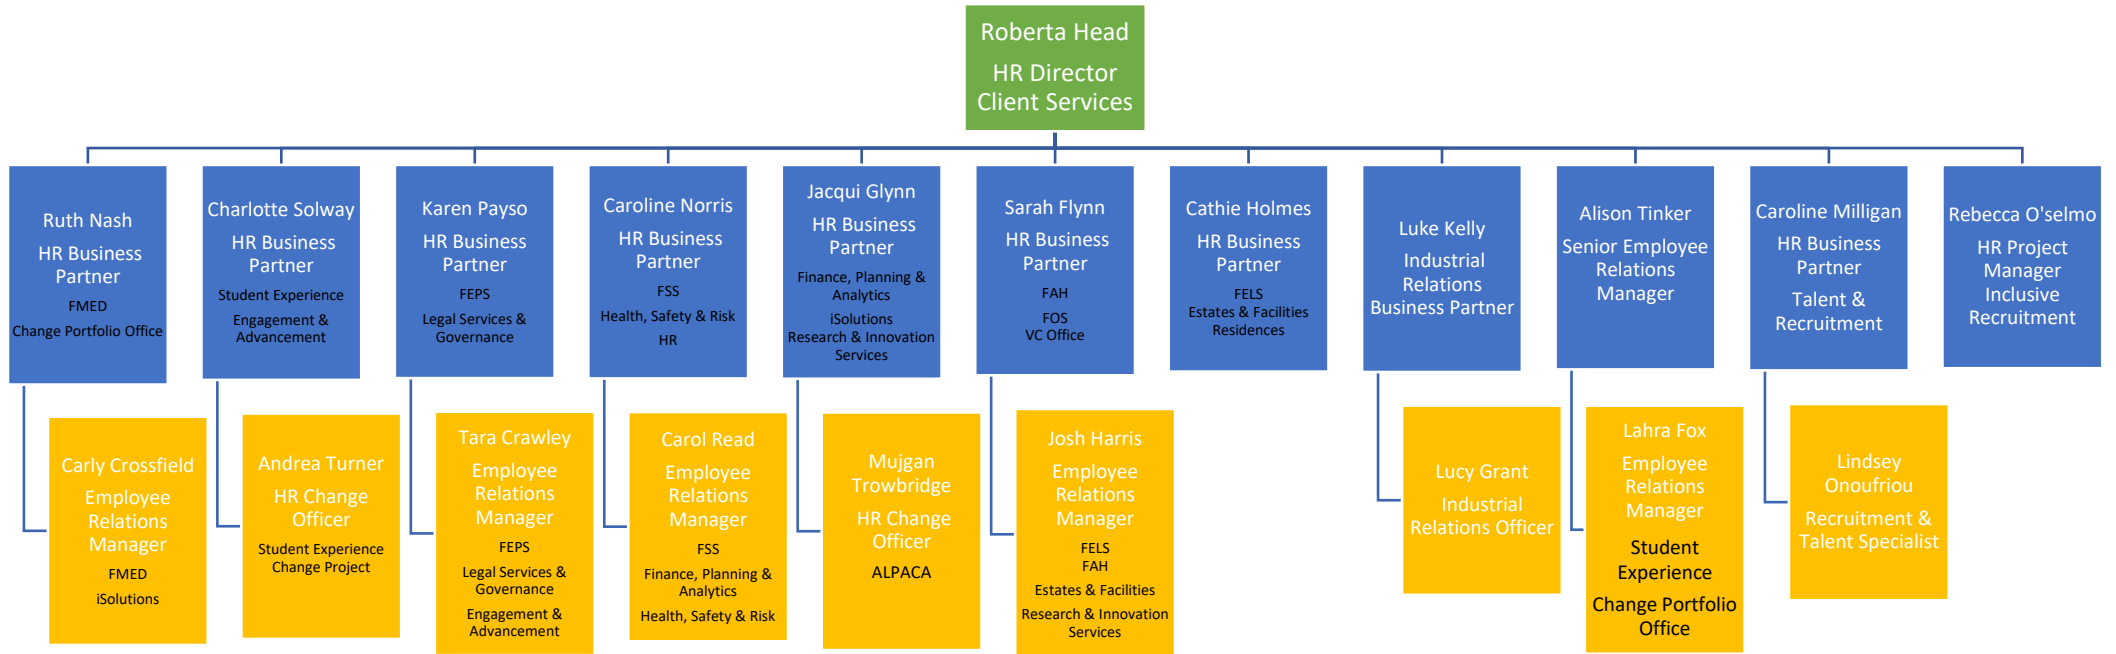 Roberta Head
HR Director
Client Services
Ruth Nash
HR Business
Partner
FMED
Change Portfolio Office
Charlotte Solway
HR Business
Partner
Student Experience
Engagement &
Advancement
Karen Payso
HR Business
Partner
FEPS
Legal Services &
Governance
Caroline Norris
HR Business
Partner
FSS
Health, Safety & Risk
HR
Jacqui Glynn
HR Business
Partner
Finance, Planning &
Analytics
iSolutions
Research & Innovation
Services
Sarah Flynn
HR Business
Partner
FAH
FOS
VC Office
Cathie Holmes
HR Business
Partner
FELS
Estates & Facilities
Residences
Luke Kelly
Industrial
Relations
Business Partner
Alison Tinker
Senior Employee
Relations
Manager
Caroline Milligan
HR Business
Partner
Talent &
Recruitment
Rebecca O'selmo
HR Project
Manager
Inclusive
Recruitment
Carly Crossfield
Employee
Relations
Manager
FMED
iSolutions
Andrea Turner
HR Change
Officer
Student Experience
Change Project
Tara Crawley
Employee
Relations
Manager
FEPS
Legal Services &
Governance
Engagement &
Advancement
Carol Read
Employee
Relations
Manager
FSS
Finance, Planning &
Analytics
Health, Safety & Risk
Mujgan
Trowbridge
HR Change
Officer
ALPACA
Josh Harris
Employee
Relations
Manager
FELS
FAH
Estates & Facilities
Research & Innovation
Services
Lucy Grant
Industrial
Relations Officer
Lahra Fox
Employee
Relations
Manager
Student
Experience
Change Portfolio
Office
Lindsey
Onoufriou
Recruitment &
Talent Specialist